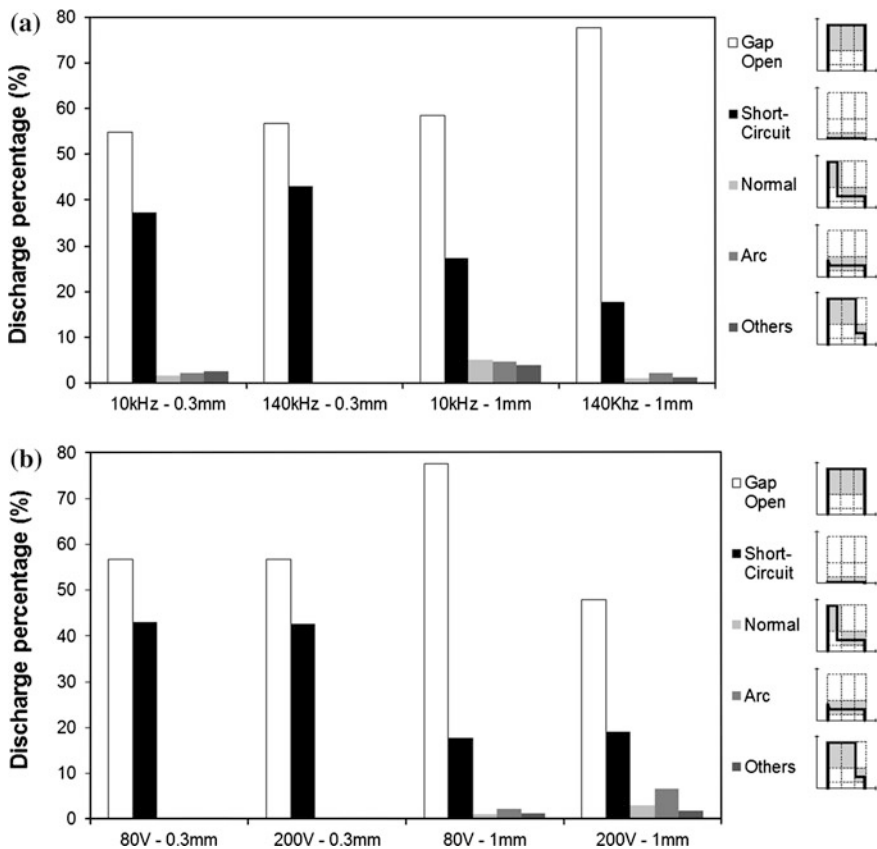 (a)
Discharge percentage (%)
80
70
60
50
40
30
20
10
0
10kHz - 0.3mm
140kHz - 0.3mm
10kHz - 1mm
140Khz - 1mm
Gap
Open
Short-
Circuit
Normal
Arc
Others
(b)
Discharge percentage (%)
80
70
60
50
40
30
20
10
0
80V - 0.3mm
200V - 0.3mm
80V - 1mm
200V - 1mm
Gap
Open
Short-
Circuit
Normal
Arc
Others